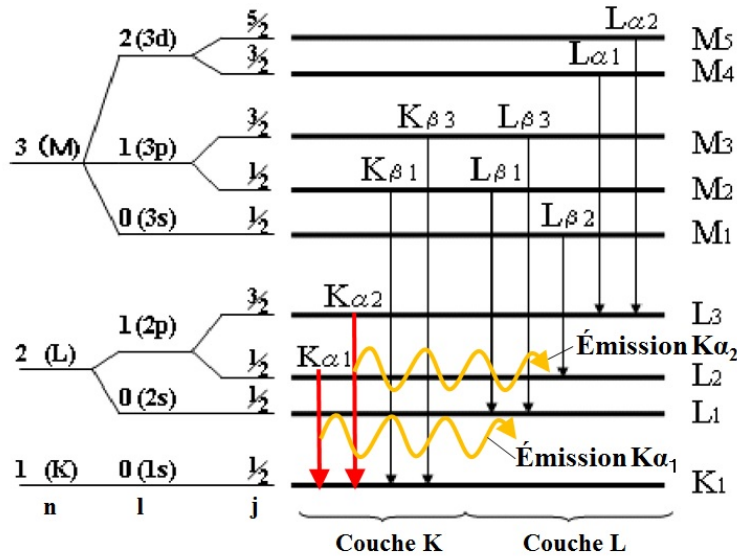 5/2 Lα2 M5
2 (3d) 3/2 Lα1 M4
3/2 Kβ3 Lβ3 M3
3 (M) 1 (3p)
1/2 Kβ1 Lβ1 M2
0 (3s) 1/2 Lβ2 M1
3/2 Kα2 L3
1 (2p)
2 (L) 1/2 Kα1 Émission Kα2 L2
0 (2s) 1/2 L1
Émission Kα1
1 (K) 0 (1s) 1/2 K1
n l j
Couche K Couche L